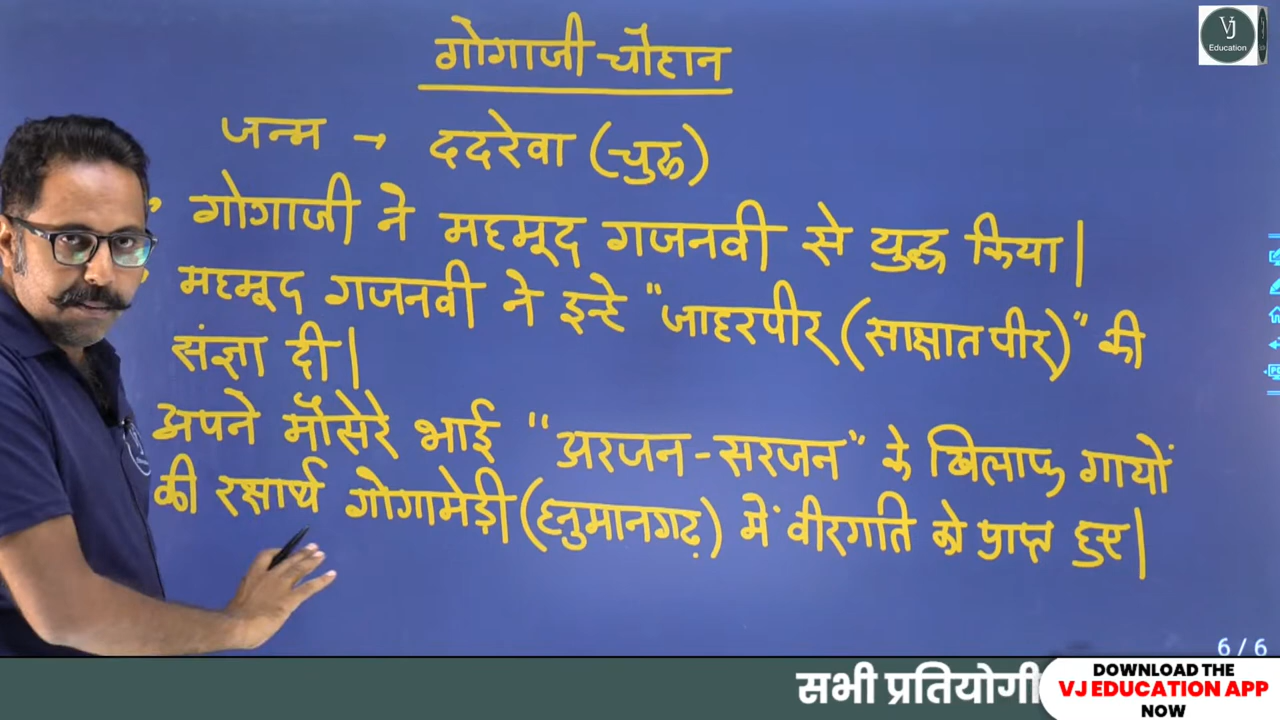 VJ
Education
गोगाजी-चौहान
जन्म → ददरेवा (चुरू)
गोगाजी ने महमूद गजनवी से युद्ध किया|
महमूद गजनवी ने इन्हे "जाहरपीर (साक्षात पीर)" की
संज्ञा दी|
अपने मौसेरे भाई "अरजन-सरजन" के खिलाफ गायों
की रक्षार्थ गोगामेड़ी (हनुमानगढ़) में वीरगति को प्राप्त हुए|
6/6
सभी प्रतियोगी
DOWNLOAD THE
VJ EDUCATION APP
NOW